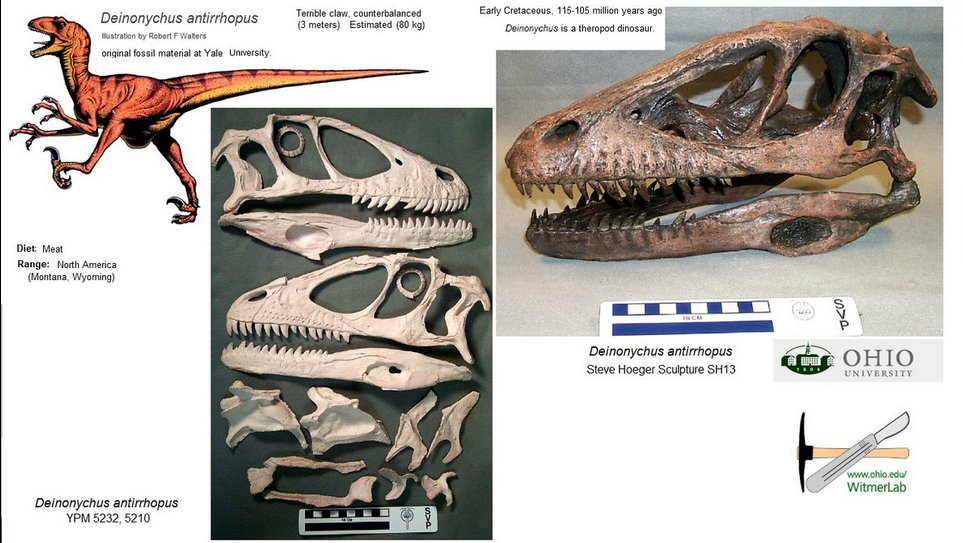 Deinonychus antirrhopus
Illustration by Robert F Walters
original fossil material at Yale University.
Terrible claw, counterbalanced
(3 meters) Estimated (80 kg)
Early Cretaceous, 115-105 million years ago
Deinonychus is a theropod dinosaur.
Diet: Meat
Range: North America
(Montana, Wyoming)
10 CM
SVP
Deinonychus antirrhopus
Steve Hoeger Sculpture SH13
1804
OHIO
UNIVERSITY
www.ohio.edu/
WitmerLab
Deinonychus antirrhopus
YPM 5232, 5210
10 CM
SVP